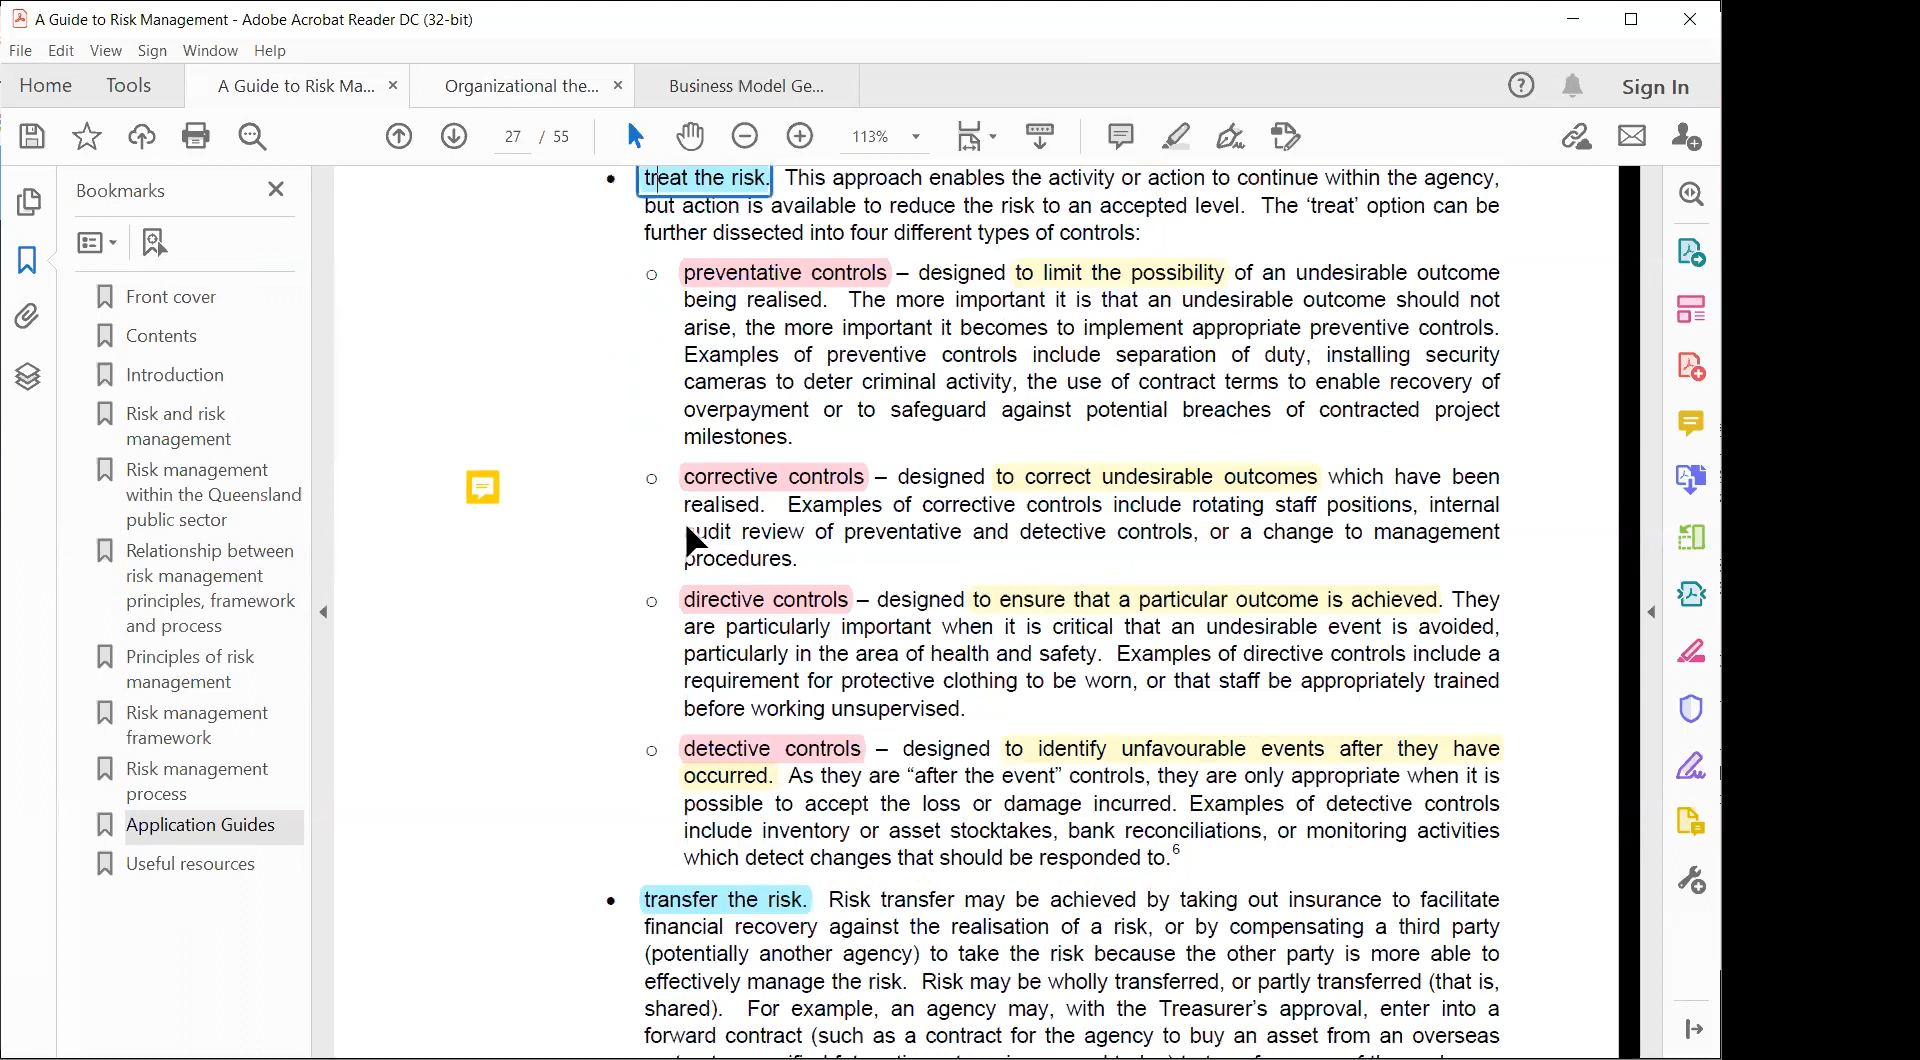 A Guide to Risk Management - Adobe Acrobat Reader DC (32-bit)
File Edit View Sign Window Help
Home Tools A Guide to Risk Ma... × Organizational the... × Business Model Ge... Sign In
27 / 55 113%
Bookmarks
Front cover
Contents
Introduction
Risk and risk
management
Risk management
within the Queensland
public sector
Relationship between
risk management
principles, framework
and process
Principles of risk
management
Risk management
framework
Risk management
process
Application Guides
Useful resources
• treat the risk. This approach enables the activity or action to continue within the agency,
but action is available to reduce the risk to an accepted level. The ‘treat’ option can be
further dissected into four different types of controls:
o preventative controls – designed to limit the possibility of an undesirable outcome
being realised. The more important it is that an undesirable outcome should not
arise, the more important it becomes to implement appropriate preventive controls.
Examples of preventive controls include separation of duty, installing security
cameras to deter criminal activity, the use of contract terms to enable recovery of
overpayment or to safeguard against potential breaches of contracted project
milestones.
o corrective controls – designed to correct undesirable outcomes which have been
realised. Examples of corrective controls include rotating staff positions, internal
audit review of preventative and detective controls, or a change to management
procedures.
o directive controls – designed to ensure that a particular outcome is achieved. They
are particularly important when it is critical that an undesirable event is avoided,
particularly in the area of health and safety. Examples of directive controls include a
requirement for protective clothing to be worn, or that staff be appropriately trained
before working unsupervised.
o detective controls – designed to identify unfavourable events after they have
occurred. As they are “after the event” controls, they are only appropriate when it is
possible to accept the loss or damage incurred. Examples of detective controls
include inventory or asset stocktakes, bank reconciliations, or monitoring activities
which detect changes that should be responded to.6
• transfer the risk. Risk transfer may be achieved by taking out insurance to facilitate
financial recovery against the realisation of a risk, or by compensating a third party
(potentially another agency) to take the risk because the other party is more able to
effectively manage the risk. Risk may be wholly transferred, or partly transferred (that is,
shared). For example, an agency may, with the Treasurer’s approval, enter into a
forward contract (such as a contract for the agency to buy an asset from an overseas